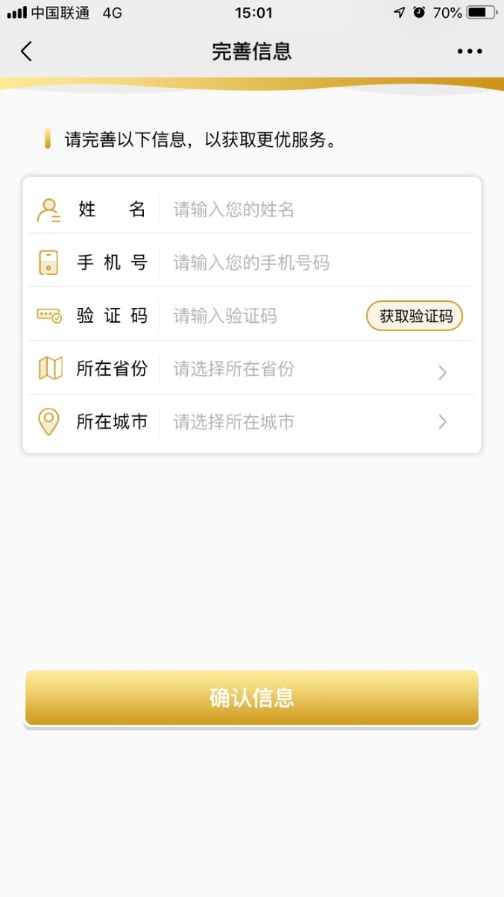 中国联通 4G 15:01 70%
完善信息
请完善以下信息，以获取更优服务。
姓 名 请输入您的姓名
手机号 请输入您的手机号码
验证码 请输入验证码 获取验证码
所在省份 请选择所在省份
所在城市 请选择所在城市
确认信息